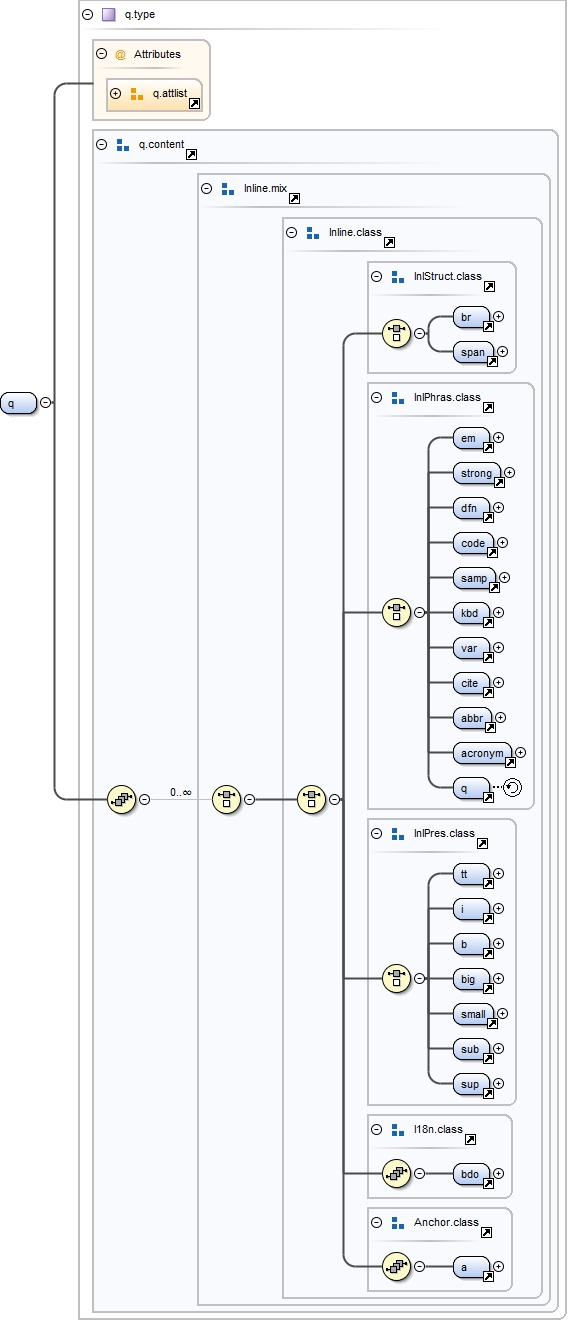 q.type
@ Attributes
q.attlist
q.content
Inline.mix
Inline.class
InlStruct.class
br
span
q
InlPhras.class
em
strong
dfn
code
samp
kbd
var
cite
abbr
acronym
q
0..∞
InlPres.class
tt
i
b
big
small
sub
sup
I18n.class
bdo
Anchor.class
a